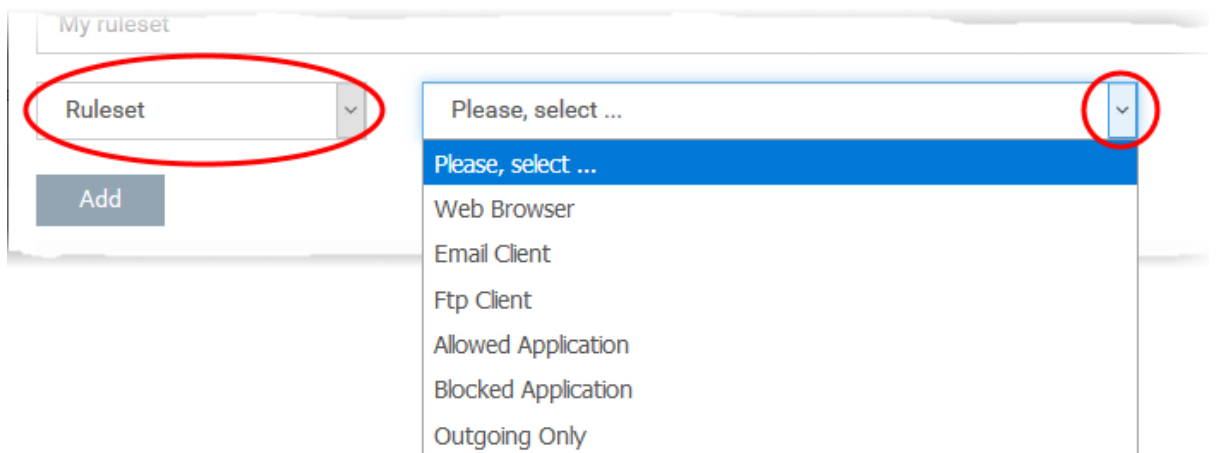 My ruleset
Ruleset
Please, select ...
Please, select ...
Add
Web Browser
Email Client
Ftp Client
Allowed Application
Blocked Application
Outgoing Only